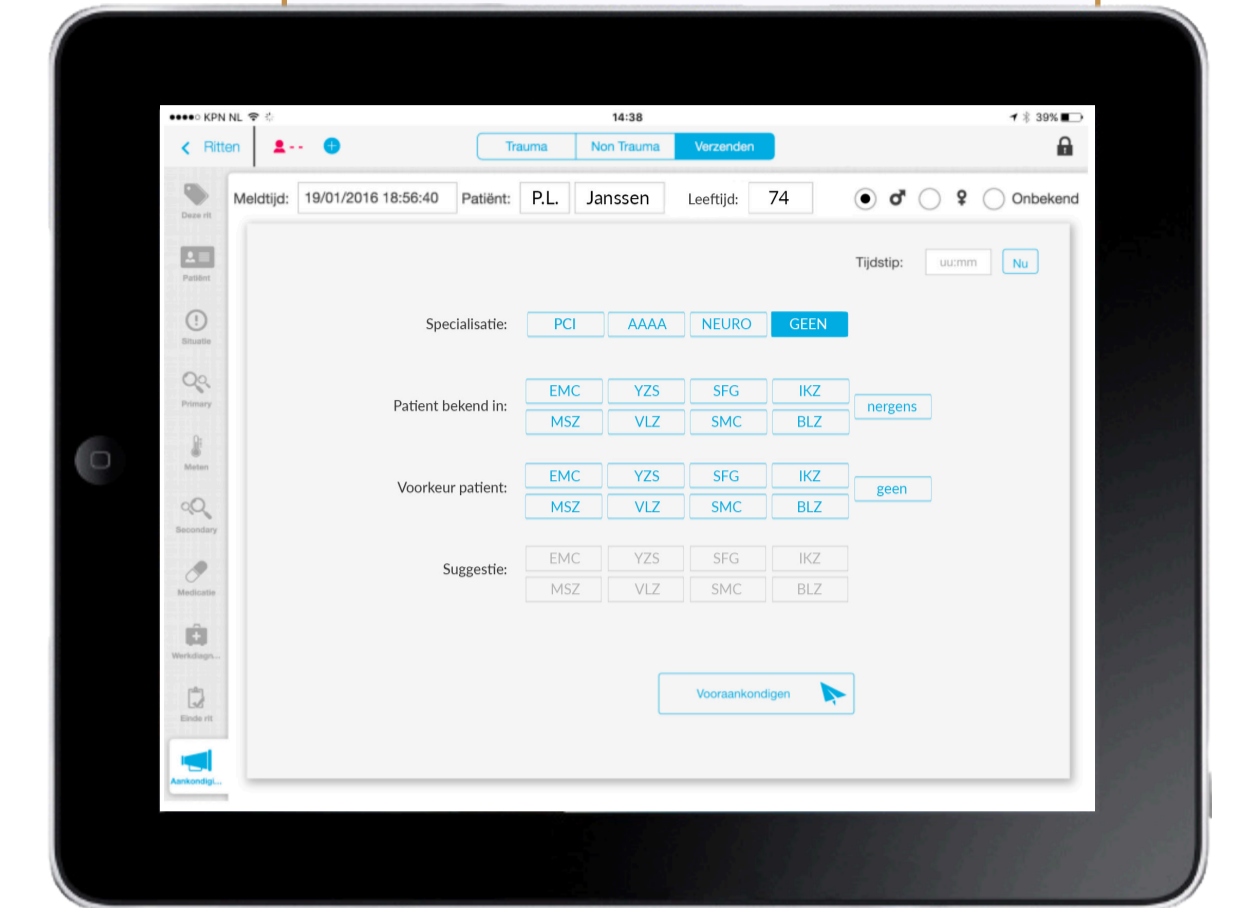 KPN NL 14:38 39%
Ritten -- Trauma Non Trauma Verzenden
Meldtijd: 19/01/2016 18:56:40 Patiënt: P.L. Janssen Leeftijd: 74 ♂ ♀ Onbekend
Deze rit
Patiënt
Situatie
Primary
Meten
Secondary
Medicatie
Werkdiagn...
Einde rit
Aankondigi...
Tijdstip: uu:mm Nu
Specialisatie: PCI AAAA NEURO GEEN
Patient bekend in: EMC YZS SFG IKZ nergens
MSZ VLZ SMC BLZ
Voorkeur patient: EMC YZS SFG IKZ geen
MSZ VLZ SMC BLZ
Suggestie: EMC YZS SFG IKZ
MSZ VLZ SMC BLZ
Vooraankondigen